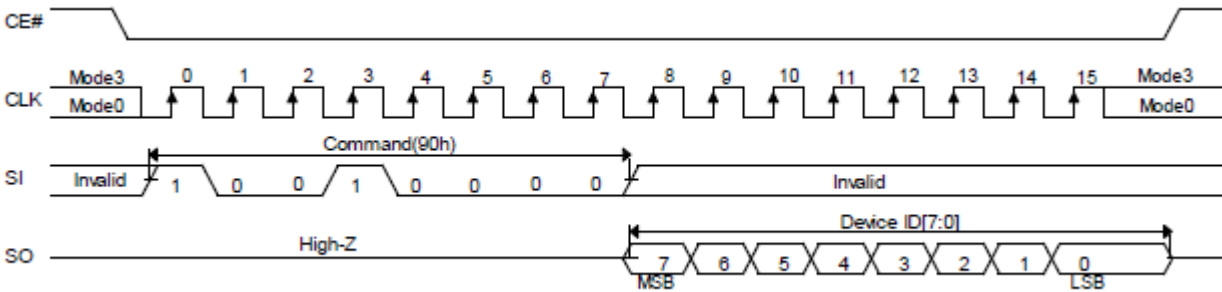 CE#
Mode3 0 1 2 3 4 5 6 7 8 9 10 11 12 13 14 15 Mode3
CLK
Mode0 Mode0
Command(90h)
SI Invalid 1 0 0 1 0 0 0 0 Invalid
Device ID[7:0]
High-Z
SO 7 6 5 4 3 2 1 0
MSB LSB